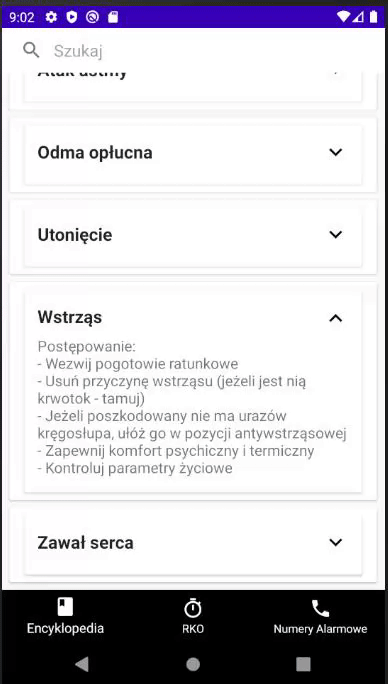 9:02
Szukaj
Atak astmy
Odma opłucna
Utonięcie
Wstrząs
Postępowanie:
- Wezwij pogotowie ratunkowe
- Usuń przyczynę wstrząsu (jeżeli jest nią
krwotok - tamuj)
- Jeżeli poszkodowany nie ma urazów
kręgosłupa, ułóż go w pozycji antywstrząsowej
- Zapewnij komfort psychiczny i termiczny
- Kontroluj parametry życiowe
Zawał serca
Encyklopedia
RKO
Numery Alarmowe